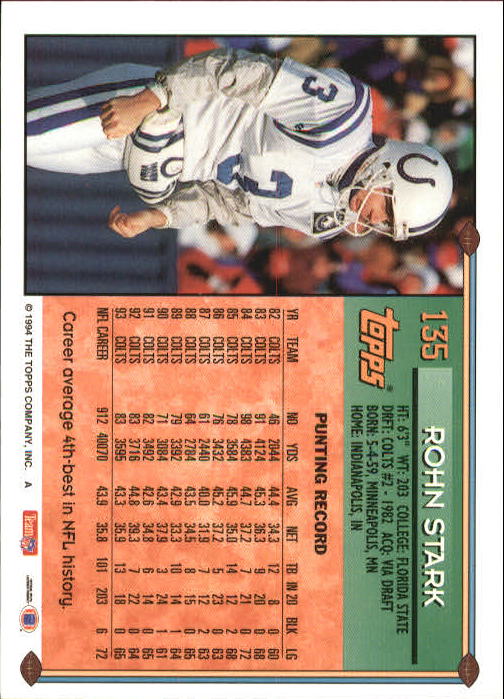 135
ROHN STARK
TOPPS®
HT: 6'3" WT: 203 COLLEGE: FLORIDA STATE
DRFT: COLTS #2 - 1982 ACQ: VIA DRAFT
BORN: 5-4-59, MINNEAPOLIS, MN
HOME: INDIANAPOLIS, IN
PUNTING RECORD
YR TEAM NO YDS AVG NET TB IN 20 BLK LG
82 COLTS 46 2044 44.4 34.3 12 8 0 60
83 COLTS 91 4124 45.3 36.3 9 20 0 68
84 COLTS 98 4383 44.7 37.2 7 21 0 72
85 COLTS 78 3584 45.9 14 12 2 68
86 COLTS 76 3432 45.2 37.2 5 23 0 63
87 COLTS 61 2440 40.0 7 12 2 63
88 COLTS 64 2784 43.5 34.5 8 15 0 65
89 COLTS 79 3392 42.9 10 14 1 64
90 COLTS 71 3084 43.4 37.4 3 24 1 61
91 COLTS 82 3492 42.6 34.8 6 14 0 65
92 COLTS 83 3716 44.8 39.3 7 22 0 64
93 COLTS 83 3595 43.3 35.9 13 18 0 65
NFL CAREER 912 40070 43.9 35.8 101 203 6 72
Career average 4th-best in NFL history.
© 1994 THE TOPPS COMPANY, INC. A
Team NFL
3
3